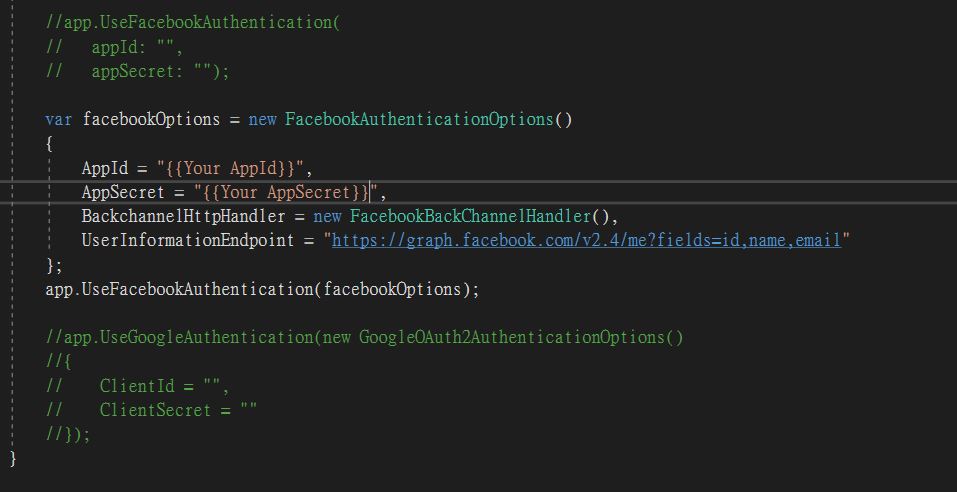 //app.UseFacebookAuthentication(
//   appId: "",
//   appSecret: "");
var facebookOptions = new FacebookAuthenticationOptions()
{
    AppId = "{{Your AppId}}",
    AppSecret = "{{Your AppSecret}}",
    BackchannelHttpHandler = new FacebookBackChannelHandler(),
    UserInformationEndpoint = "https://graph.facebook.com/v2.4/me?fields=id,name,email"
};
app.UseFacebookAuthentication(facebookOptions);
//app.UseGoogleAuthentication(new GoogleOAuth2AuthenticationOptions()
//{
//    ClientId = "",
//    ClientSecret = ""
//});
}